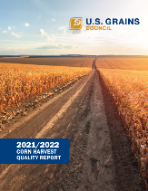 U.S. GRAINS
COUNCIL
2021/2022
CORN HARVEST
QUALITY REPORT